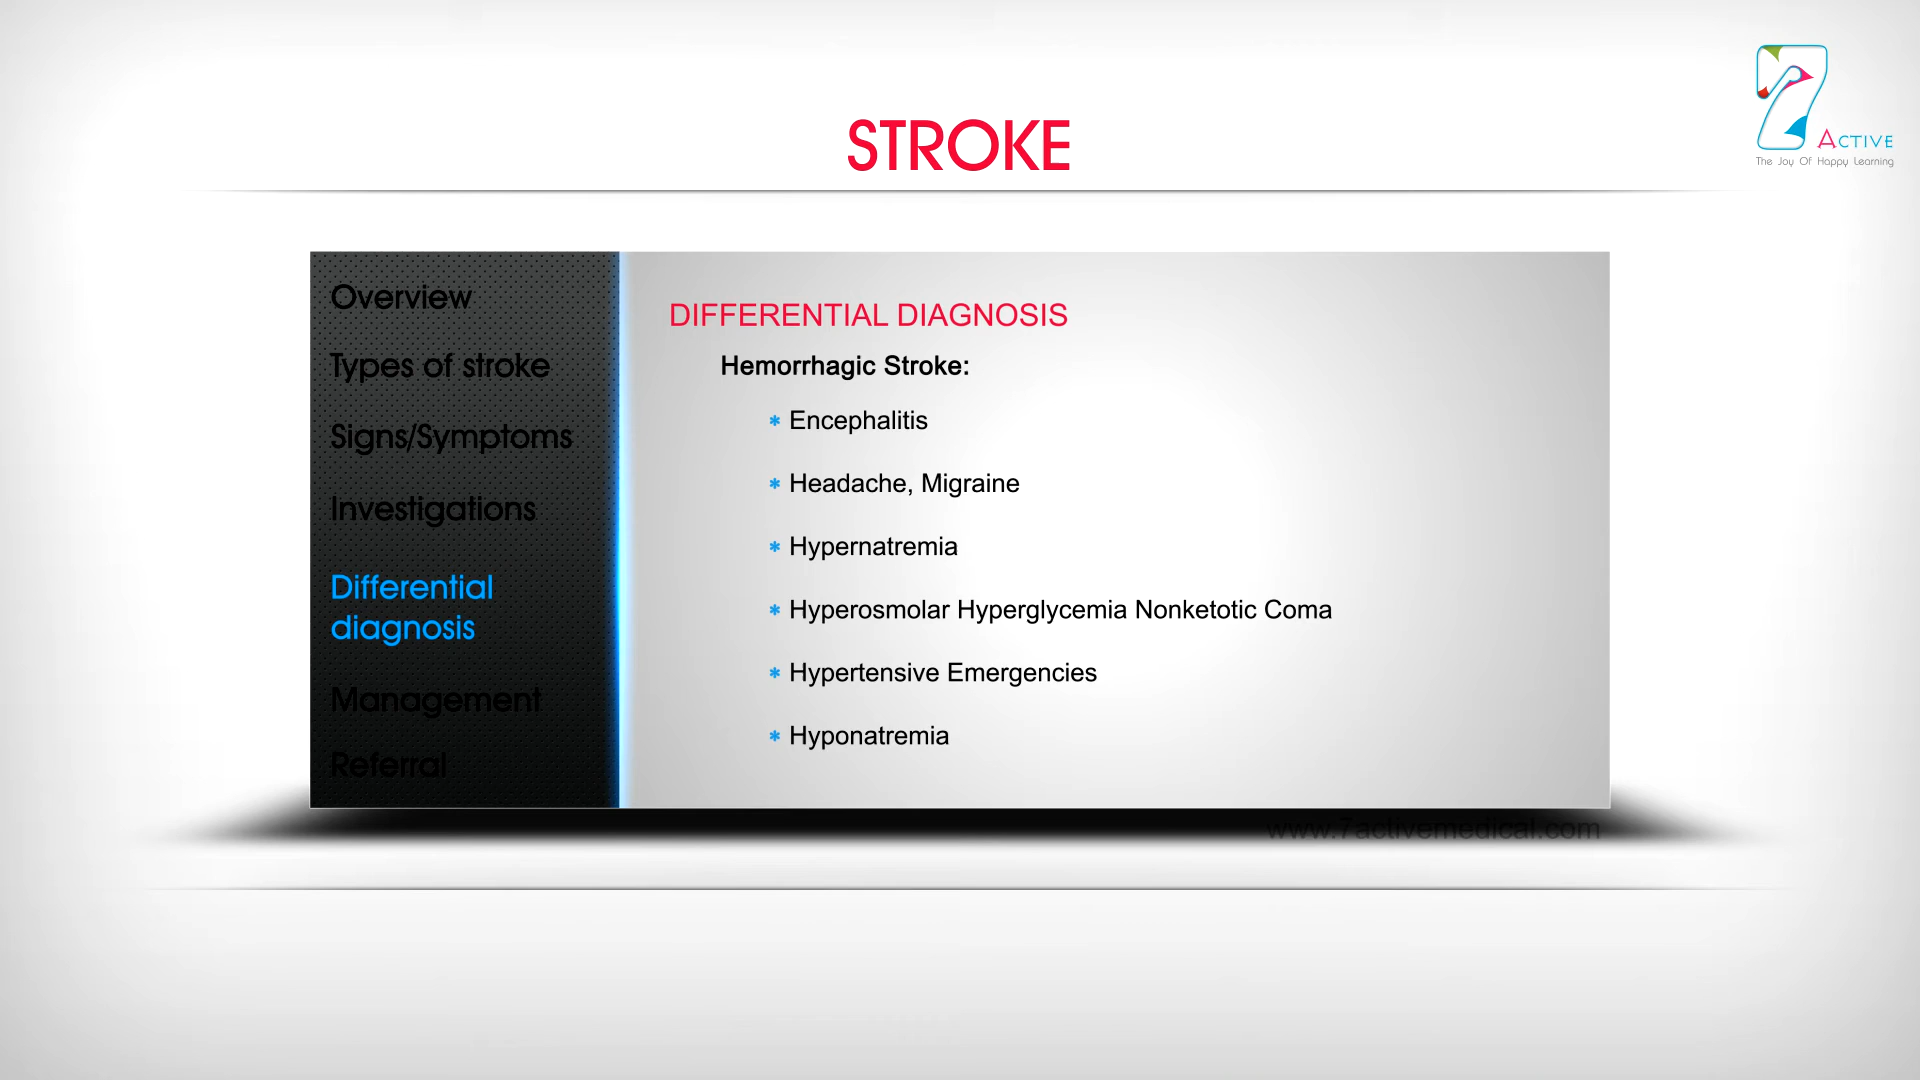 7 ACTIVE
The Joy Of Happy Learning
STROKE
Overview
Types of stroke
Signs/Symptoms
Investigations
Differential
diagnosis
Management
Referral
DIFFERENTIAL DIAGNOSIS
Hemorrhagic Stroke:
* Encephalitis
* Headache, Migraine
* Hypernatremia
* Hyperosmolar Hyperglycemia Nonketotic Coma
* Hypertensive Emergencies
* Hyponatremia
www.7activemedical.com